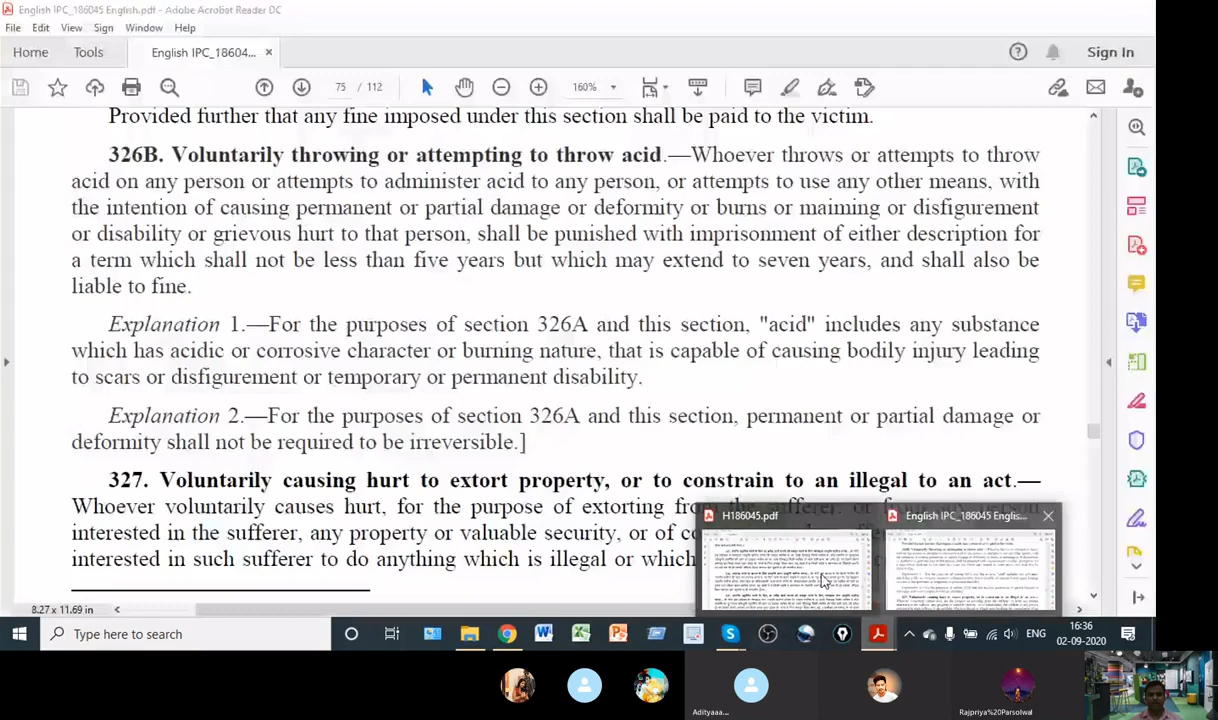 English IPC_186045 English.pdf - Adobe Acrobat Reader DC
File Edit View Sign Window Help
Home Tools English IPC_18604... × Sign In
75 / 112 160%
Provided further that any fine imposed under this section shall be paid to the victim.
326B. Voluntarily throwing or attempting to throw acid.—Whoever throws or attempts to throw
acid on any person or attempts to administer acid to any person, or attempts to use any other means, with
the intention of causing permanent or partial damage or deformity or burns or maiming or disfigurement
or disability or grievous hurt to that person, shall be punished with imprisonment of either description for
a term which shall not be less than five years but which may extend to seven years, and shall also be
liable to fine.
Explanation 1.—For the purposes of section 326A and this section, "acid" includes any substance
which has acidic or corrosive character or burning nature, that is capable of causing bodily injury leading
to scars or disfigurement or temporary or permanent disability.
Explanation 2.—For the purposes of section 326A and this section, permanent or partial damage or
deformity shall not be required to be irreversible.]
327. Voluntarily causing hurt to extort property, or to constrain to an illegal to an act.—
Whoever voluntarily causes hurt, for the purpose of extorting from the sufferer, or from any person
interested in the sufferer, any property or valuable security, or of
interested in such sufferer to do anything which is illegal or which
H186045.pdf English IPC_186045 Englis...
8.27 x 11.69 in
Type here to search
ENG
16:36
02-09-2020
Adityaaa...
Rajpriya%20Parsolwal